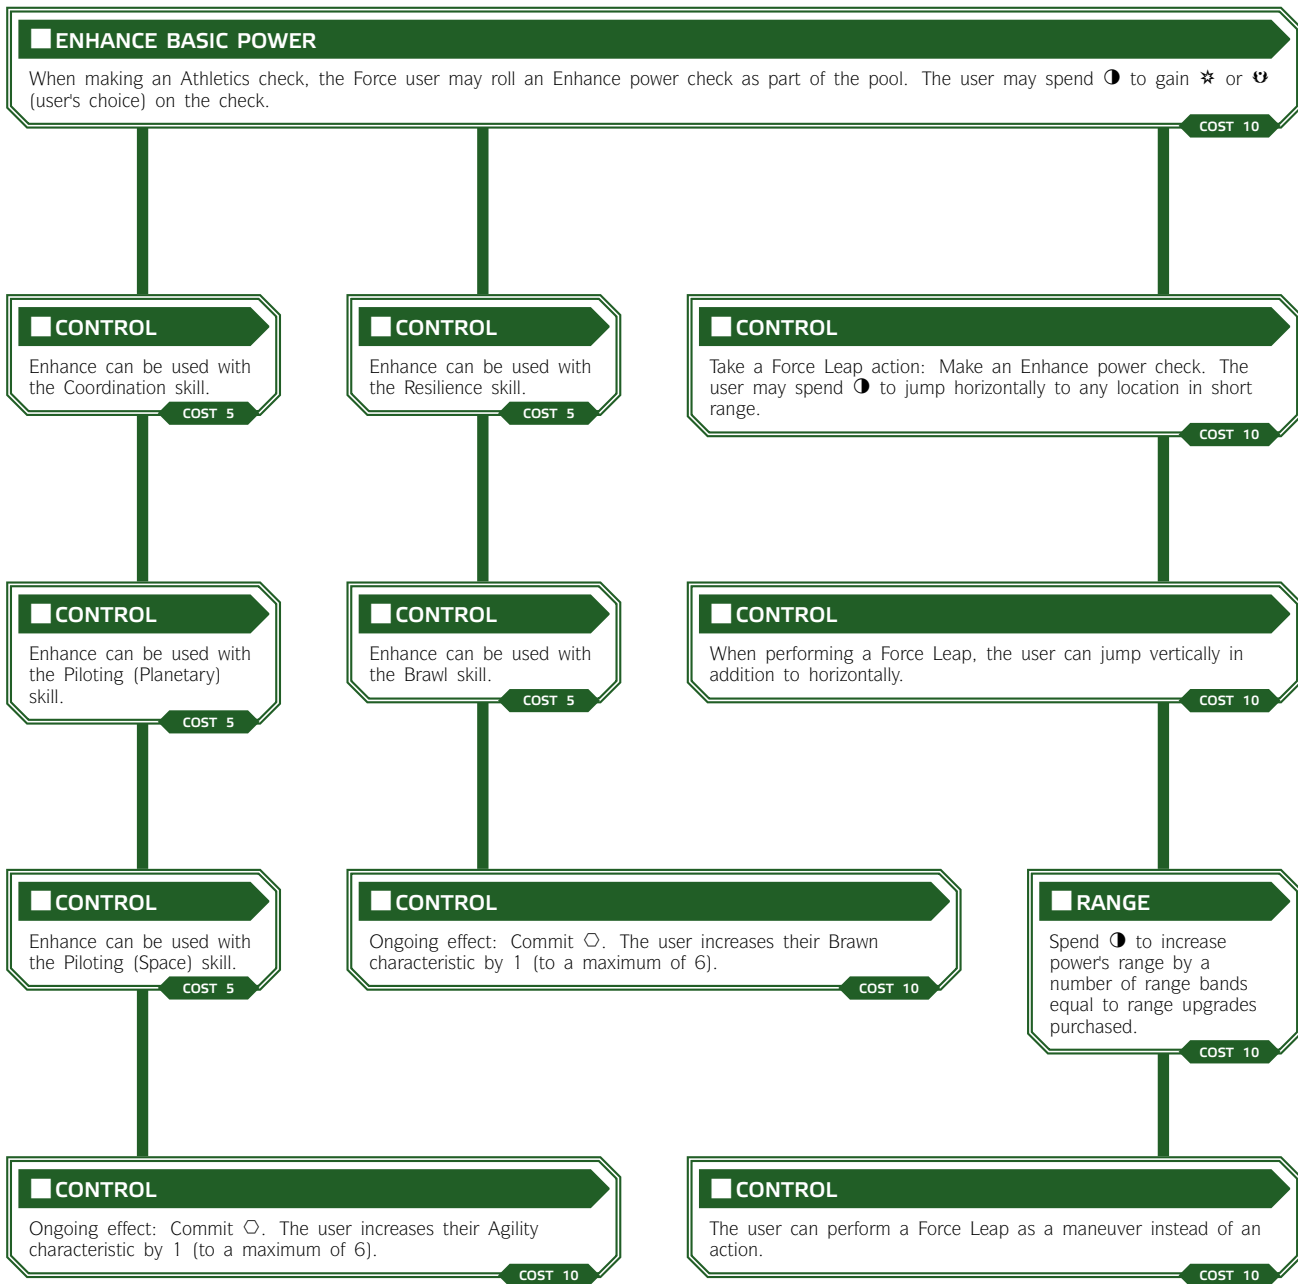 ENHANCE BASIC POWER
When making an Athletics check, the Force user may roll an Enhance power check as part of the pool. The user may spend ◑ to gain ✲ or ⚙ (user's choice) on the check.
COST 10
CONTROL
Enhance can be used with
the Coordination skill.
COST 5
CONTROL
Enhance can be used with
the Resilience skill.
COST 5
CONTROL
Take a Force Leap action: Make an Enhance power check. The
user may spend ◑ to jump horizontally to any location in short
range.
COST 10
CONTROL
Enhance can be used with
the Piloting (Planetary)
skill.
COST 5
CONTROL
Enhance can be used with
the Brawl skill.
COST 5
CONTROL
When performing a Force Leap, the user can jump vertically in
addition to horizontally.
COST 10
CONTROL
Enhance can be used with
the Piloting (Space) skill.
COST 5
CONTROL
Ongoing effect: Commit ⬡. The user increases their Brawn
characteristic by 1 (to a maximum of 6).
COST 10
RANGE
Spend ◑ to increase
power's range by a
number of range bands
equal to range upgrades
purchased.
COST 10
CONTROL
Ongoing effect: Commit ⬡. The user increases their Agility
characteristic by 1 (to a maximum of 6).
COST 10
CONTROL
The user can perform a Force Leap as a maneuver instead of an
action.
COST 10